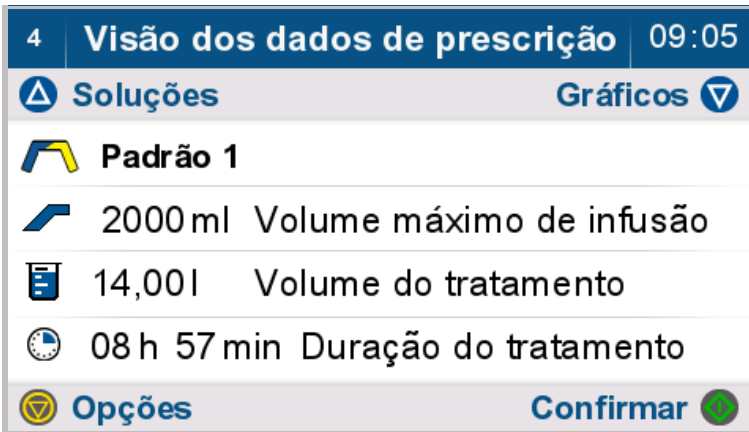 4 Visão dos dados de prescrição 09:05
Soluções Gráficos
Padrão 1
2000 ml Volume máximo de infusão
14,00 l Volume do tratamento
08 h 57 min Duração do tratamento
Opções Confirmar